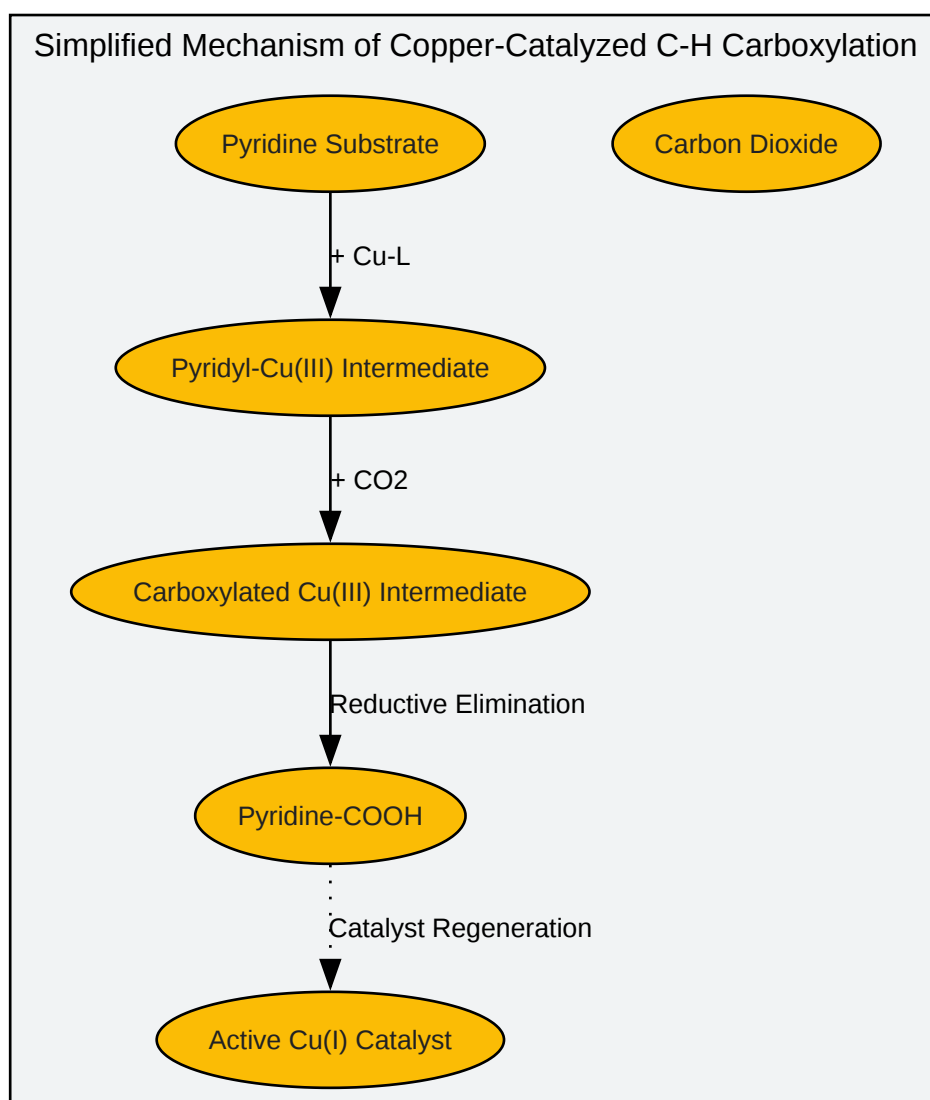 Simplified Mechanism of Copper-Catalyzed C-H Carboxylation
Pyridine Substrate
Carbon Dioxide
+ Cu-L
Pyridyl-Cu(III) Intermediate
+ CO2
Carboxylated Cu(III) Intermediate
Reductive Elimination
Pyridine-COOH
Catalyst Regeneration
Active Cu(I) Catalyst